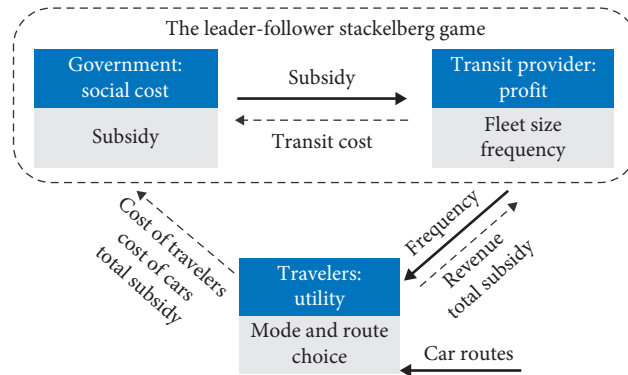 The leader-follower stackelberg game
Government:
social cost
Subsidy
Subsidy
Transit cost
Transit provider:
profit
Fleet size
frequency
Cost of travelers
cost of cars
total subsidy
Frequency
Revenue
total subsidy
Travelers:
utility
Mode and route
choice
Car routes